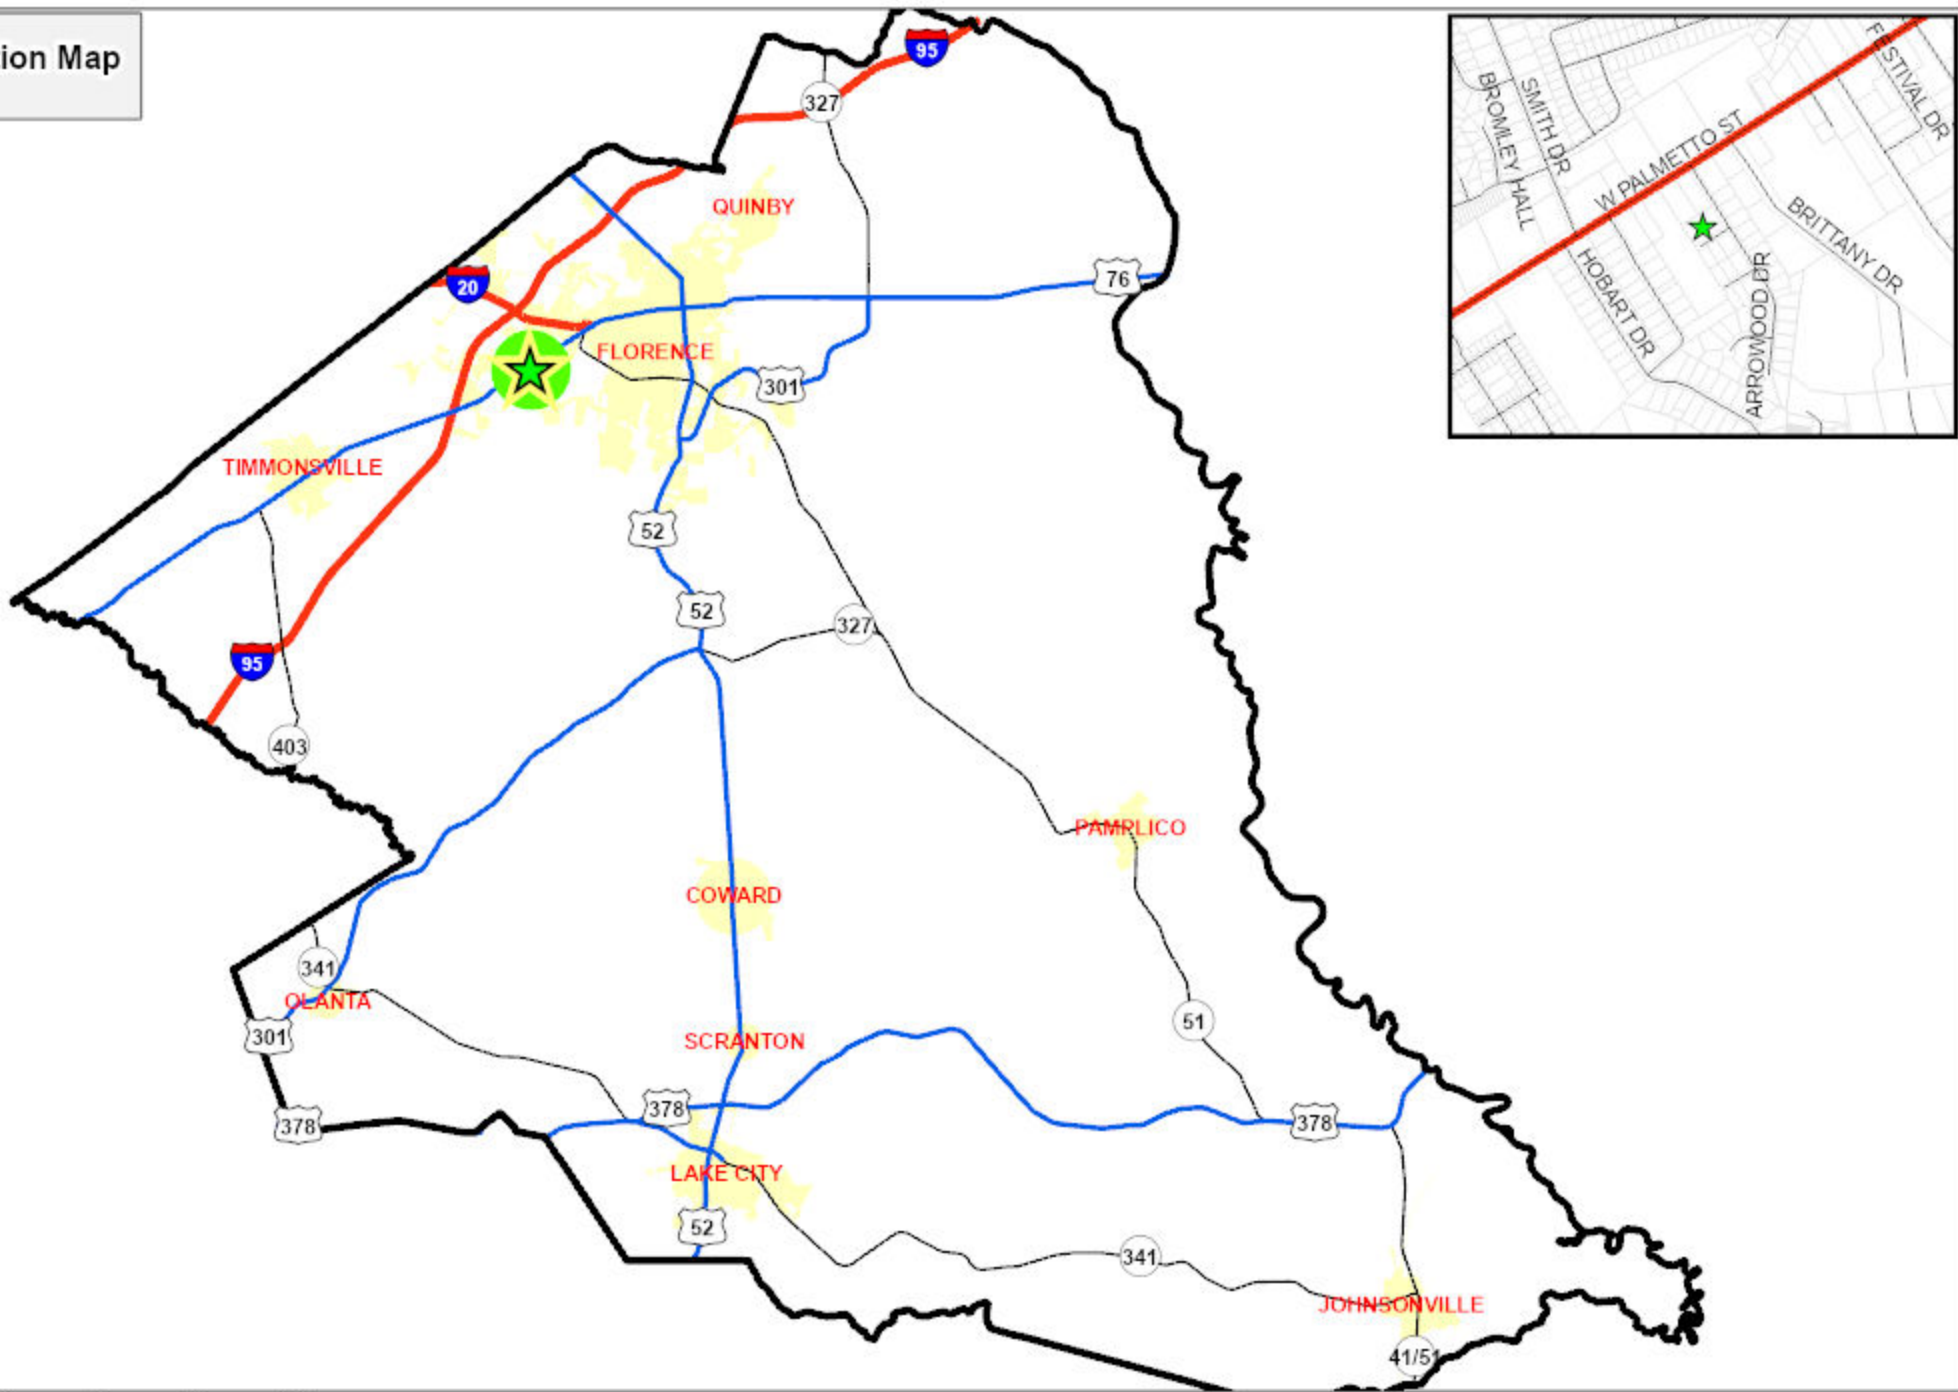 ion Map
95
327
QUINBY
20
76
FLORENCE
301
TIMMONSVILLE
52
52
327
95
403
PAMPLICO
COWARD
341
OLANTA
301
51
SCRANTON
378
378
378
LAKE CITY
52
341
JOHNSONVILLE
41/51
FESTIVAL DR
SMITH DR
BROMLEY HALL
W PALMETTO ST
BRITTANY DR
HOBART DR
ARROWOOD DR